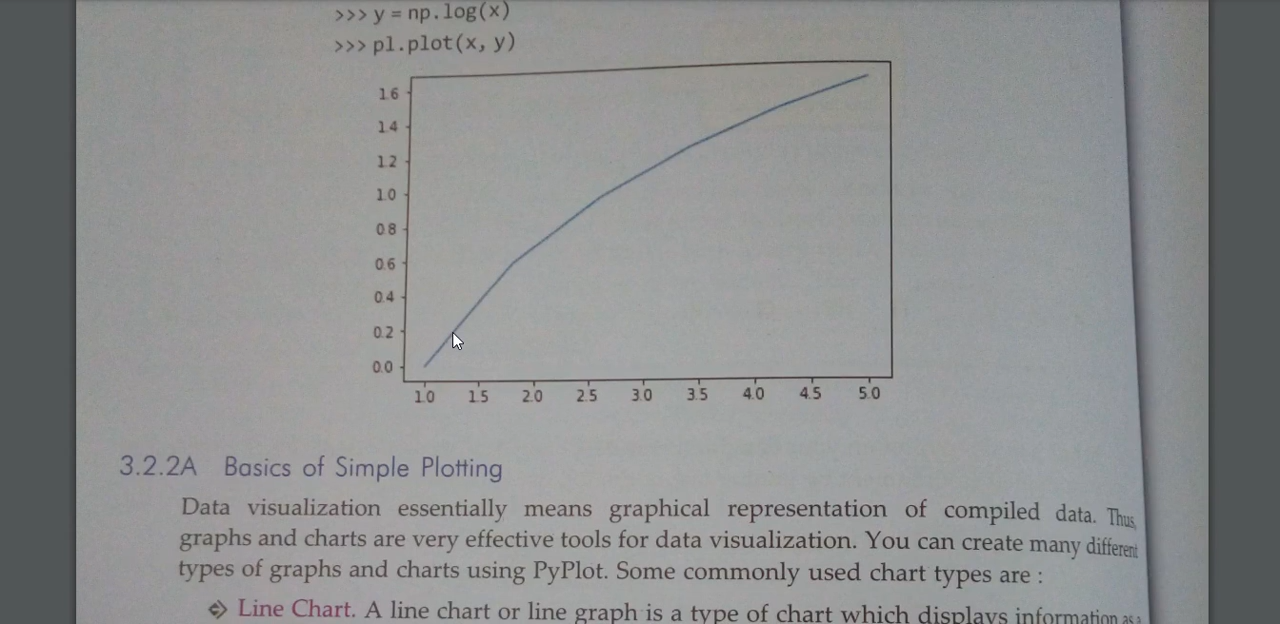 >>> y = np.log(x)
>>> pl.plot(x, y)
1.6
1.4
1.2
1.0
0.8
0.6
0.4
0.2
0.0
1.0 1.5 2.0 2.5 3.0 3.5 4.0 4.5 5.0
3.2.2A Basics of Simple Plotting
Data visualization essentially means graphical representation of compiled data. Thus,
graphs and charts are very effective tools for data visualization. You can create many different
types of graphs and charts using PyPlot. Some commonly used chart types are :
Line Chart. A line chart or line graph is a type of chart which displays information as a